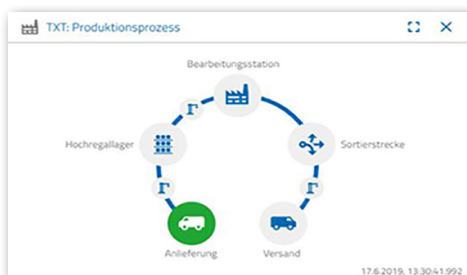 TXT: Produktionsprozess
Bearbeitungsstation
Hochregallager
Sortierstrecke
Anlieferung
Versand
17.6.2019, 13.30:41.992